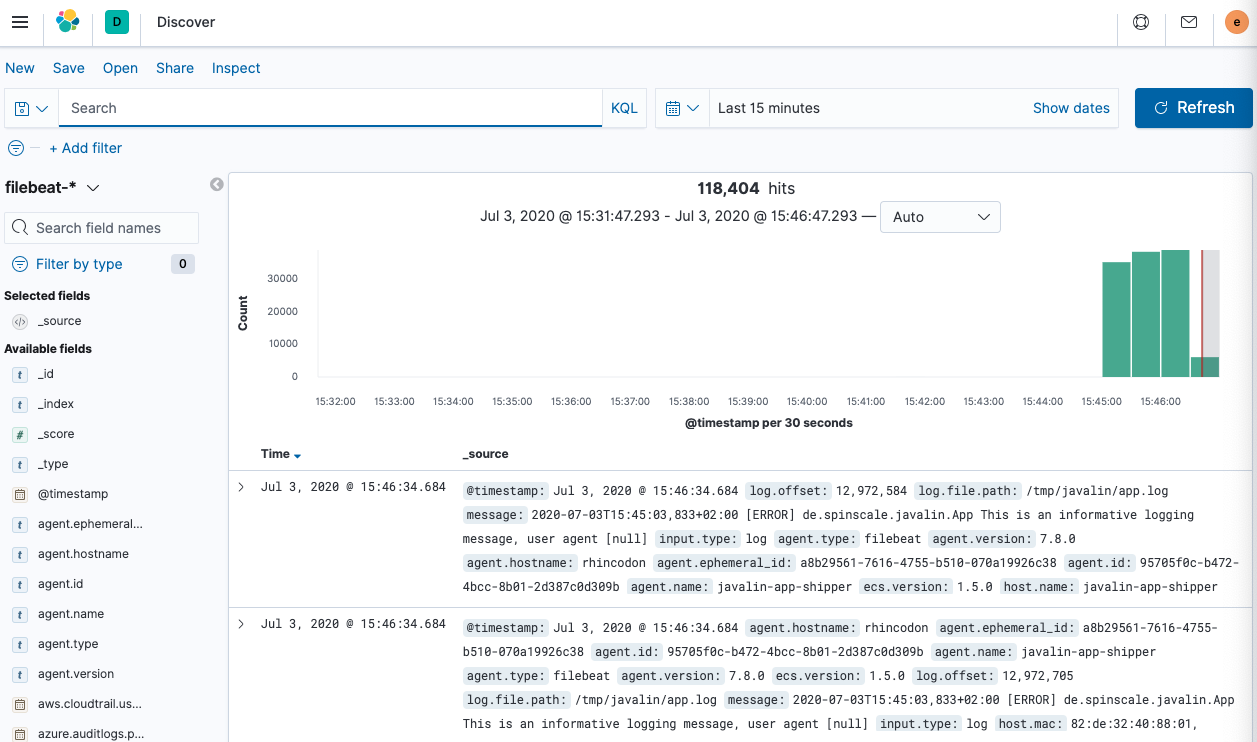 D Discover e
New Save Open Share Inspect
Search KQL Last 15 minutes Show dates Refresh
+ Add filter
filebeat-*
Search field names
Filter by type 0
Selected fields
_source
Available fields
t _id
t _index
# _score
t _type
@timestamp
t agent.ephemeral...
t agent.hostname
t agent.id
t agent.name
t agent.type
t agent.version
aws.cloudtrail.us...
azure.auditlogs.p...
118,404 hits
Jul 3, 2020 @ 15:31:47.293 - Jul 3, 2020 @ 15:46:47.293 — Auto
Count
30000
20000
10000
0
15:32:00 15:33:00 15:34:00 15:35:00 15:36:00 15:37:00 15:38:00 15:39:00 15:40:00 15:41:00 15:42:00 15:43:00 15:44:00 15:45:00 15:46:00
@timestamp per 30 seconds
Time _source
Jul 3, 2020 @ 15:46:34.684
@timestamp: Jul 3, 2020 @ 15:46:34.684 log.offset: 12,972,584 log.file.path: /tmp/javalin/app.log
message: 2020-07-03T15:45:03,833+02:00 [ERROR] de.spinscale.javalin.App This is an informative logging
message, user agent [null] input.type: log agent.type: filebeat agent.version: 7.8.0
agent.hostname: rhincodon agent.ephemeral_id: a8b29561-7616-4755-b510-070a19926c38 agent.id: 95705f0c-b472-
4bcc-8b01-2d387c0d309b agent.name: javalin-app-shipper ecs.version: 1.5.0 host.name: javalin-app-shipper
Jul 3, 2020 @ 15:46:34.684
@timestamp: Jul 3, 2020 @ 15:46:34.684 agent.hostname: rhincodon agent.ephemeral_id: a8b29561-7616-4755-
b510-070a19926c38 agent.id: 95705f0c-b472-4bcc-8b01-2d387c0d309b agent.name: javalin-app-shipper
agent.type: filebeat agent.version: 7.8.0 ecs.version: 1.5.0 log.offset: 12,972,705
log.file.path: /tmp/javalin/app.log message: 2020-07-03T15:45:03,833+02:00 [ERROR] de.spinscale.javalin.App
This is an informative logging message, user agent [null] input.type: log host.mac: 82:de:32:40:88:01,